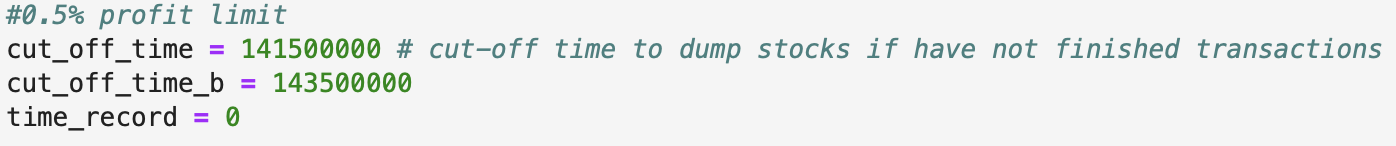 #0.5% profit limit
cut_off_time = 141500000 # cut-off time to dump stocks if have not finished transactions
cut_off_time_b = 143500000
time_record = 0